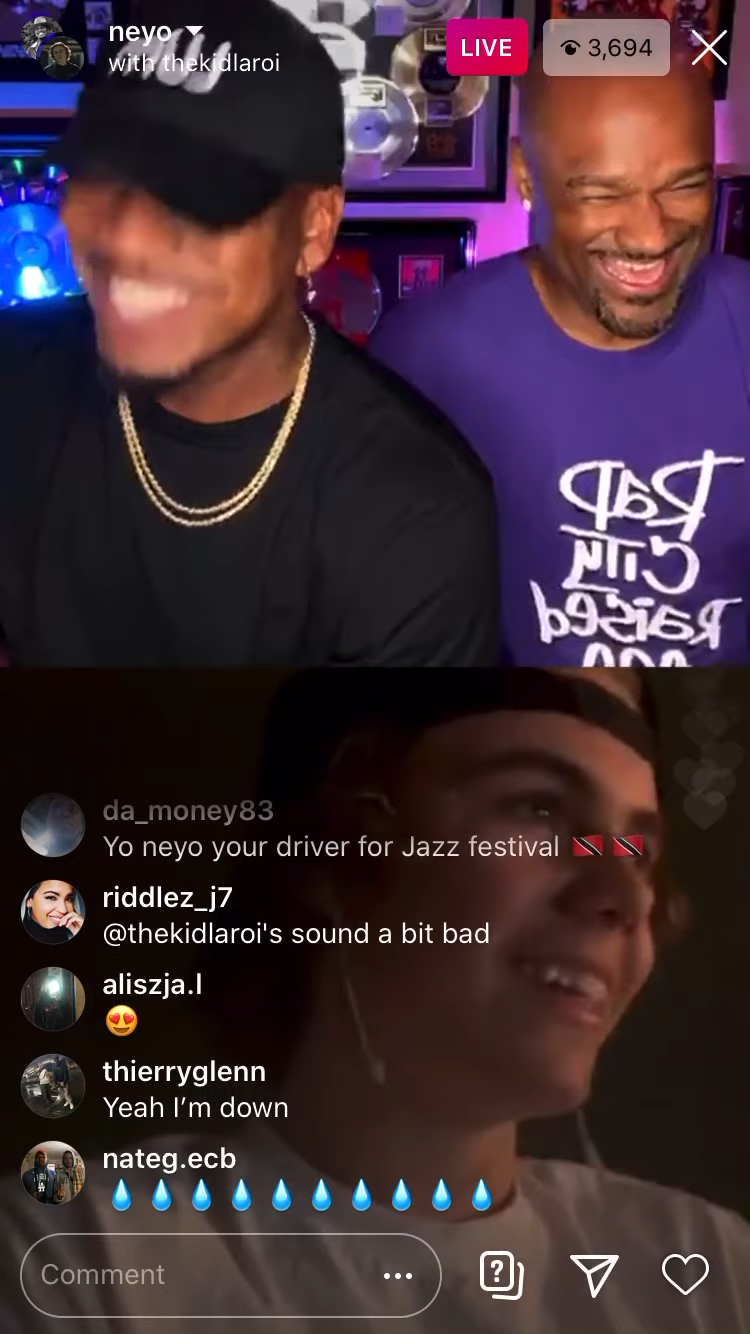 neyo
with thekidlaroi
LIVE
3,694
Rap
City
Raised
da_money83
Yo neyo your driver for Jazz festival 🇹🇹 🇹🇹
riddlez_j7
@thekidlaroi's sound a bit bad
aliszja.l
😍
thierryglenn
Yeah I’m down
nateg.ecb
💧 💧 💧 💧 💧 💧 💧 💧 💧 💧
Comment